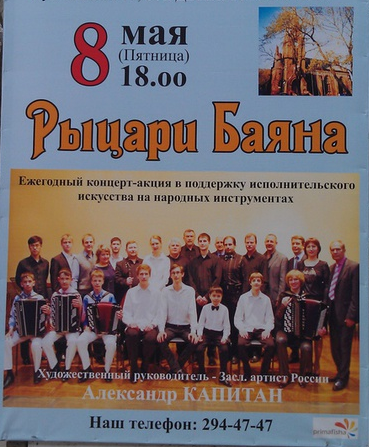 8 мая
(Пятница)
18.00
Рыцари Баяна
Ежегодный концерт-акция в поддержку исполнительского
искусства на народных инструментах
Художественный руководитель - Засл. артист России
Александр КАПИТАН
Наш телефон: 294-47-47
primafisha